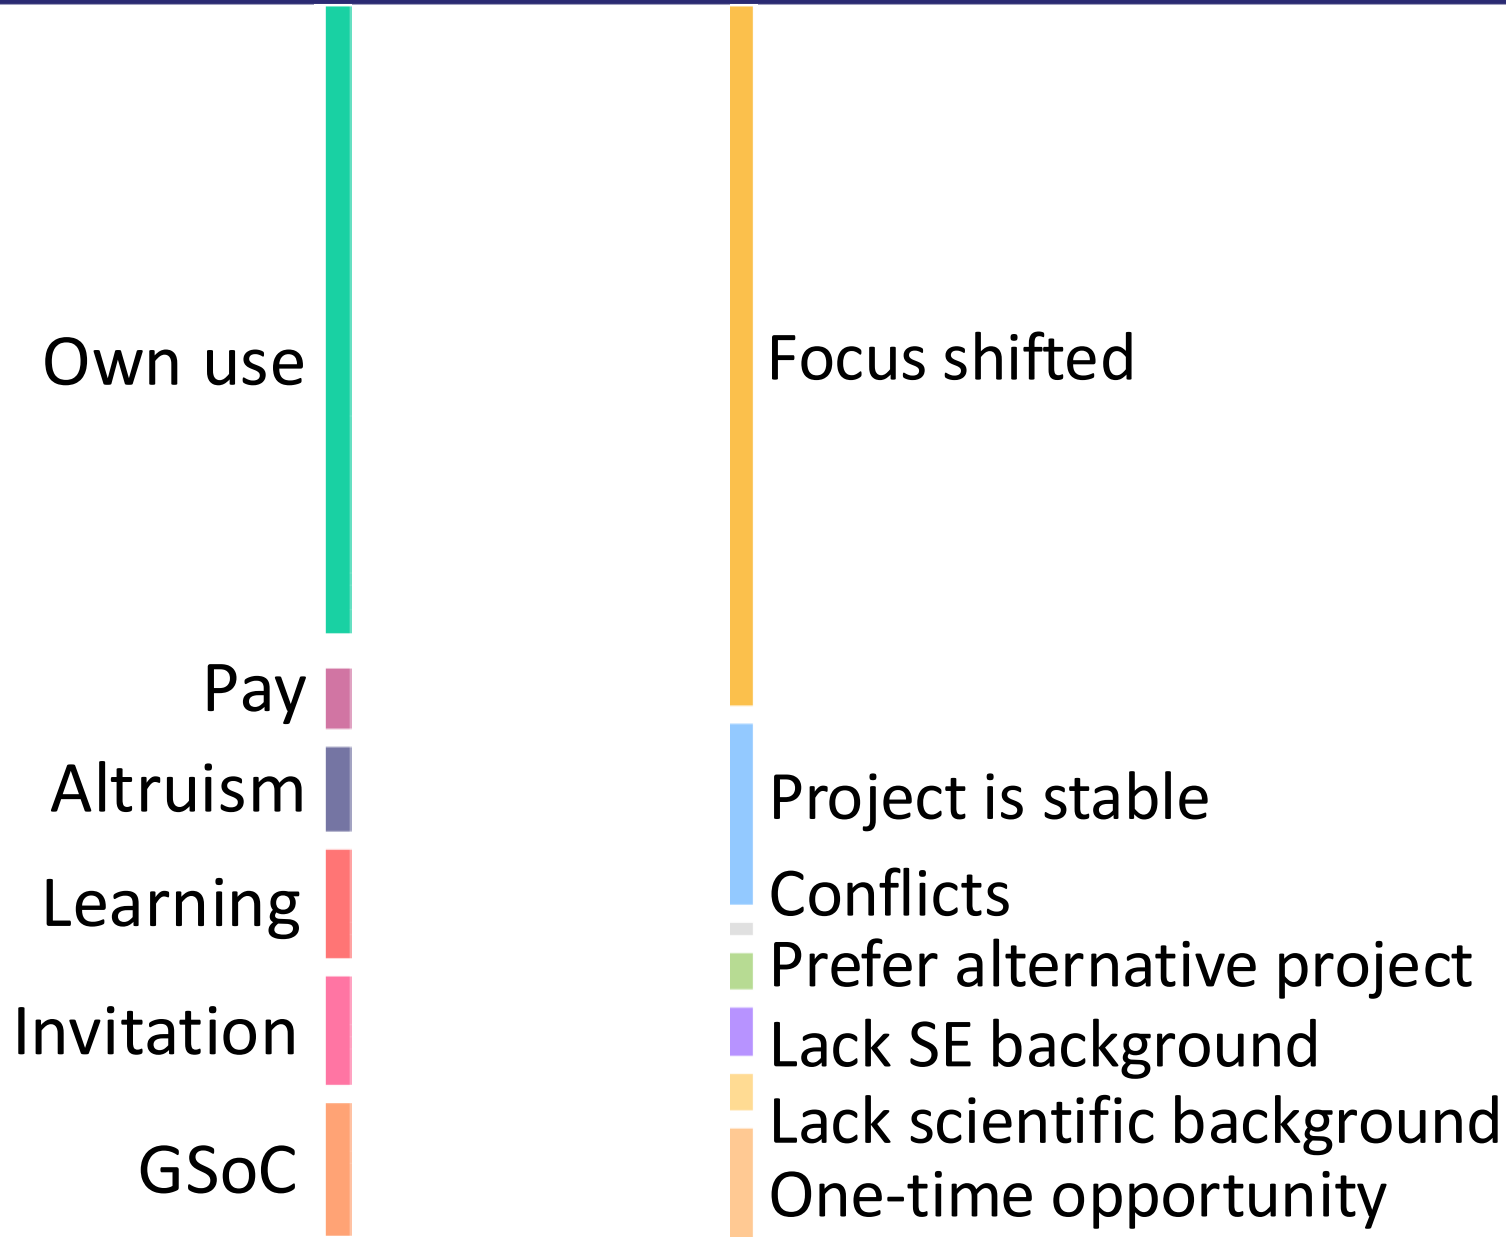 Own use
Pay
Altruism
Learning
Invitation
GSoC
Focus shifted
Project is stable
Conflicts
Prefer alternative project
Lack SE background
Lack scientific background
One-time opportunity